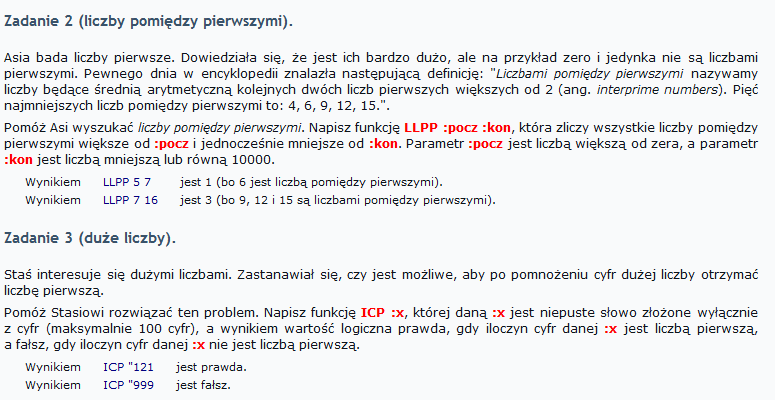 Zadanie 2 (liczby pomiędzy pierwszymi).
Asia bada liczby pierwsze. Dowiedziała się, że jest ich bardzo dużo, ale na przykład zero i jedynka nie są liczbami
pierwszymi. Pewnego dnia w encyklopedii znalazła następującą definicję: "Liczbami pomiędzy pierwszymi nazywamy
liczby będące średnią arytmetyczną kolejnych dwóch liczb pierwszych większych od 2 (ang. interprime numbers). Pięć
najmniejszych liczb pomiędzy pierwszymi to: 4, 6, 9, 12, 15.".
Pomóż Asi wyszukać liczby pomiędzy pierwszymi. Napisz funkcję LLPP :pocz :kon, która zliczy wszystkie liczby pomiędzy
pierwszymi większe od :pocz i jednocześnie mniejsze od :kon. Parametr :pocz jest liczbą większą od zera, a parametr
:kon jest liczbą mniejszą lub równą 10000.
Wynikiem LLPP 5 7 jest 1 (bo 6 jest liczbą pomiędzy pierwszymi).
Wynikiem LLPP 7 16 jest 3 (bo 9, 12 i 15 są liczbami pomiędzy pierwszymi).
Zadanie 3 (duże liczby).
Staś interesuje się dużymi liczbami. Zastanawiał się, czy jest możliwe, aby po pomnożeniu cyfr dużej liczby otrzymać
liczbę pierwszą.
Pomóż Stasiowi rozwiązać ten problem. Napisz funkcję ICP :x, której daną :x jest niepuste słowo złożone wyłącznie
z cyfr (maksymalnie 100 cyfr), a wynikiem wartość logiczna prawda, gdy iloczyn cyfr danej :x jest liczbą pierwszą,
a fałsz, gdy iloczyn cyfr danej :x nie jest liczbą pierwszą.
Wynikiem ICP "121 jest prawda.
Wynikiem ICP "999 jest fałsz.